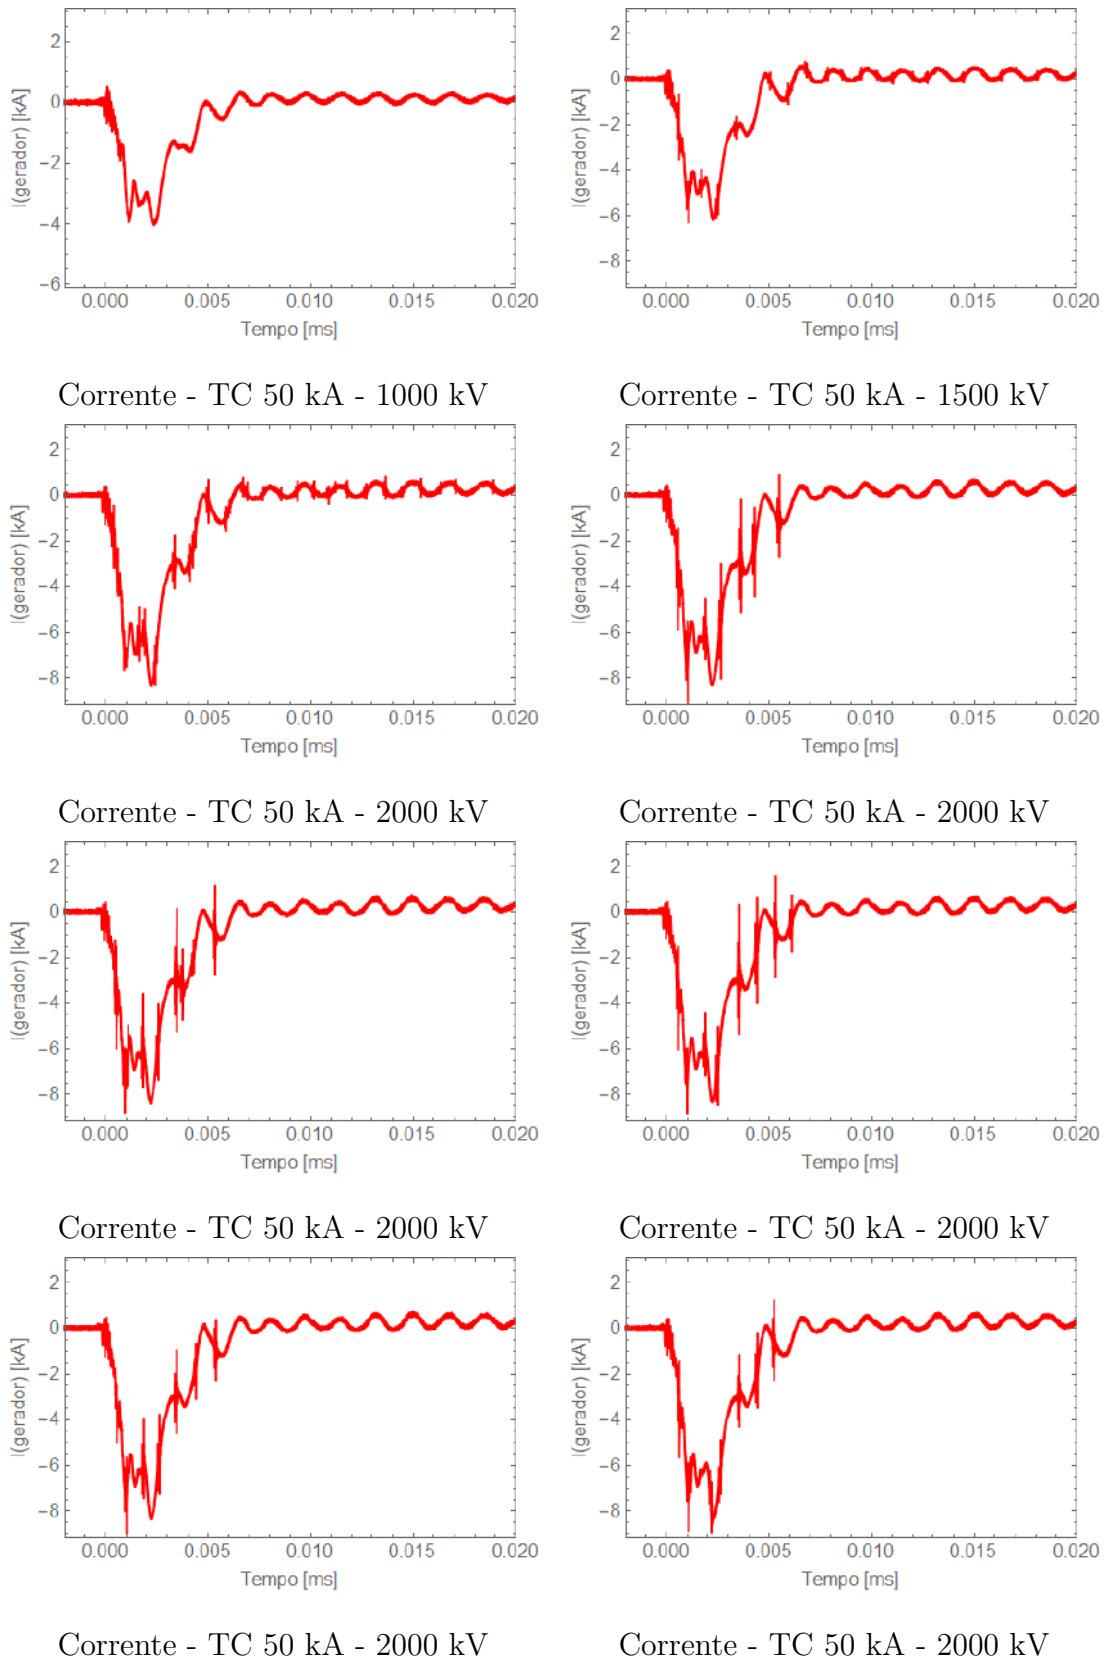 2
0
−2
−4
−6
I(gerador) [kA]
0.000 0.005 0.010 0.015 0.020
Tempo [ms]
Corrente - TC 50 kA - 1000 kV
2
0
−2
−4
−6
−8
I(gerador) [kA]
0.000 0.005 0.010 0.015 0.020
Tempo [ms]
Corrente - TC 50 kA - 1500 kV
2
0
−2
−4
−6
−8
I(gerador) [kA]
0.000 0.005 0.010 0.015 0.020
Tempo [ms]
Corrente - TC 50 kA - 2000 kV
2
0
−2
−4
−6
−8
I(gerador) [kA]
0.000 0.005 0.010 0.015 0.020
Tempo [ms]
Corrente - TC 50 kA - 2000 kV
2
0
−2
−4
−6
−8
I(gerador) [kA]
0.000 0.005 0.010 0.015 0.020
Tempo [ms]
Corrente - TC 50 kA - 2000 kV
2
0
−2
−4
−6
−8
I(gerador) [kA]
0.000 0.005 0.010 0.015 0.020
Tempo [ms]
Corrente - TC 50 kA - 2000 kV
2
0
−2
−4
−6
−8
I(gerador) [kA]
0.000 0.005 0.010 0.015 0.020
Tempo [ms]
Corrente - TC 50 kA - 2000 kV
2
0
−2
−4
−6
−8
I(gerador) [kA]
0.000 0.005 0.010 0.015 0.020
Tempo [ms]
Corrente - TC 50 kA - 2000 kV